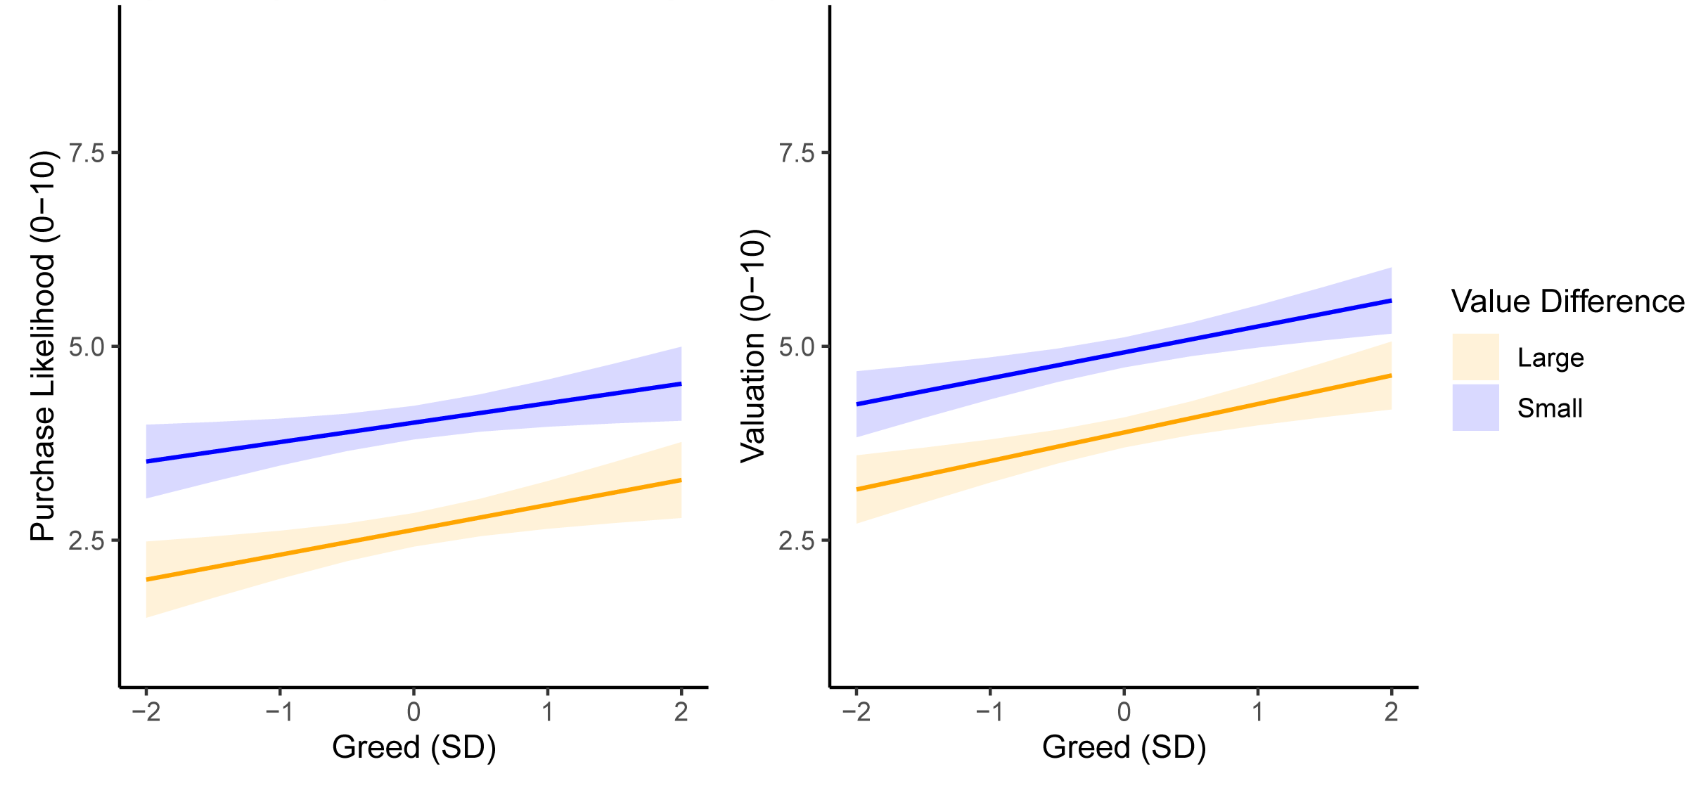 Purchase Likelihood (0−10)
7.5
5.0
2.5
−2 −1 0 1 2
Greed (SD)
Valuation (0−10)
7.5
5.0
2.5
−2 −1 0 1 2
Greed (SD)
Value Difference
Large
Small